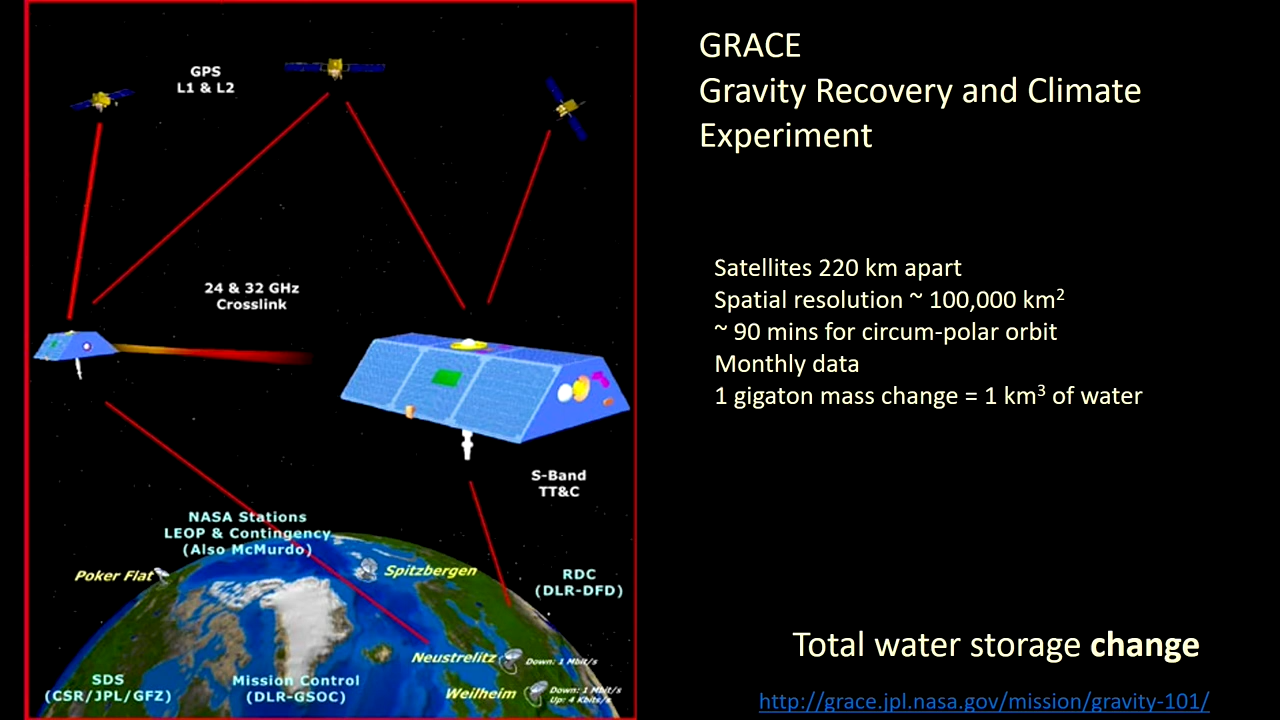 GPS
L1 & L2
24 & 32 GHz
Crosslink
S-Band
TT&C
NASA Stations
LEOP & Contingency
(Also McMurdo)
Poker Flat
Spitzbergen
RDC
(DLR-DFD)
Neustrelitz
Down: 1 Mbit/s
SDS
(CSR/JPL/GFZ)
Mission Control
(DLR-GSOC)
Weilheim
Down: 1 Mbit/s
Up: 4 Kbits/s
GRACE
Gravity Recovery and Climate
Experiment
Satellites 220 km apart
Spatial resolution ~ 100,000 km²
~ 90 mins for circum-polar orbit
Monthly data
1 gigaton mass change = 1 km³ of water
Total water storage change
http://grace.jpl.nasa.gov/mission/gravity-101/